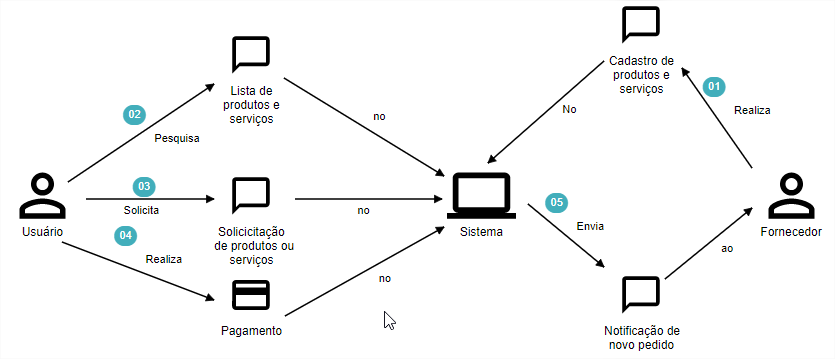 Cadastro de
produtos e
serviços
01
Realiza
Lista de
produtos e
serviços
02
Pesquisa
no
No
03
Solicita
Usuário
Solicicitação
de produtos ou
serviços
no
Sistema
05
Envia
Fornecedor
04
Realiza
ao
no
Pagamento
Notificação de
novo pedido